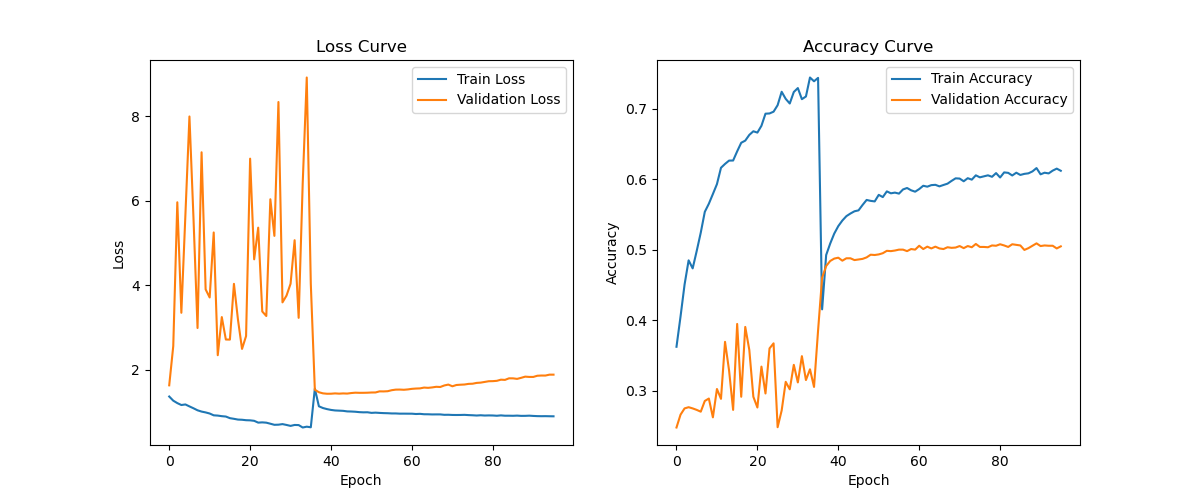 Loss Curve
Loss
8
6
4
2
0
20
40
60
80
Epoch
Train Loss
Validation Loss
Accuracy Curve
Accuracy
0.7
0.6
0.5
0.4
0.3
0
20
40
60
80
Epoch
Train Accuracy
Validation Accuracy